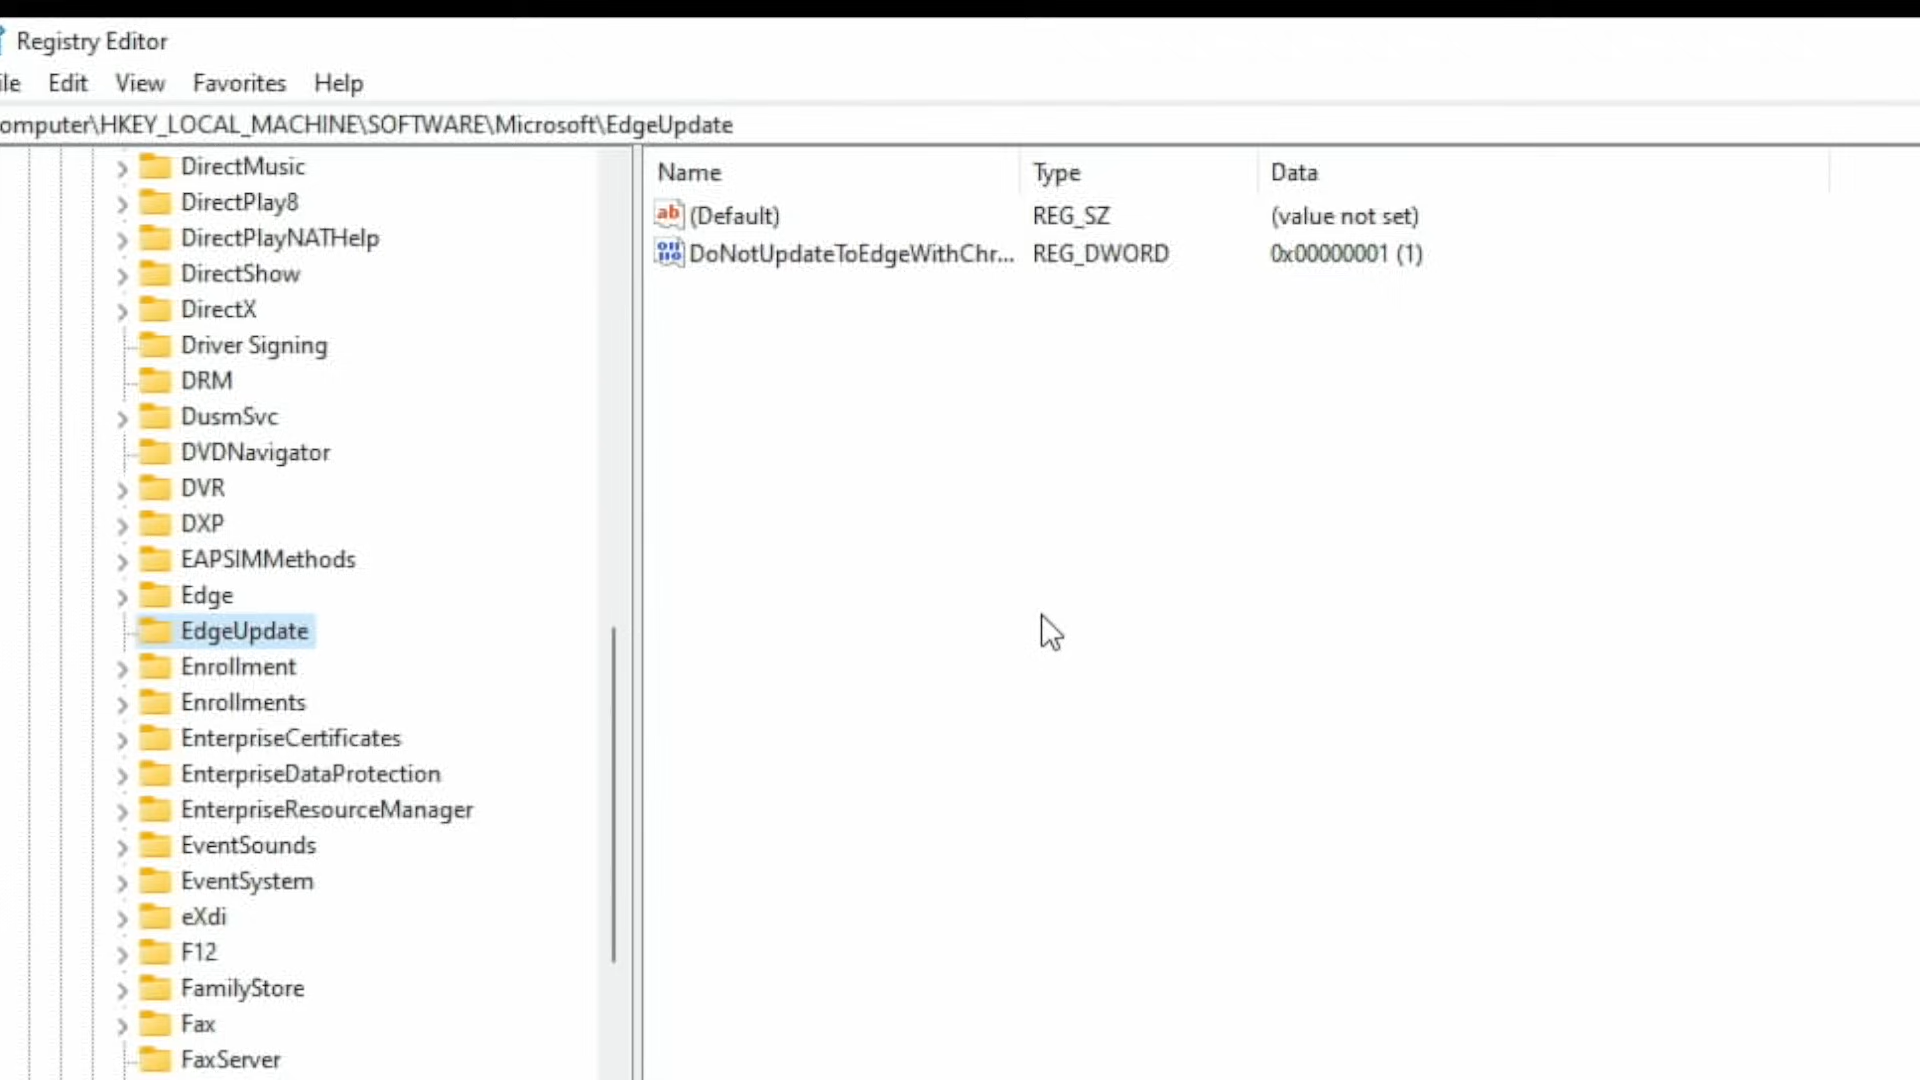 Registry Editor
ile Edit View Favorites Help
omputer\HKEY_LOCAL_MACHINE\SOFTWARE\Microsoft\EdgeUpdate
DirectMusic
DirectPlay8
DirectPlayNATHelp
DirectShow
DirectX
Driver Signing
DRM
DusmSvc
DVDNavigator
DVR
DXP
EAPSIMMethods
Edge
EdgeUpdate
Enrollment
Enrollments
EnterpriseCertificates
EnterpriseDataProtection
EnterpriseResourceManager
EventSounds
EventSystem
eXdi
F12
FamilyStore
Fax
FaxServer
Name Type Data
ab (Default) REG_SZ (value not set)
DoNotUpdateToEdgeWithChr... REG_DWORD 0x00000001 (1)